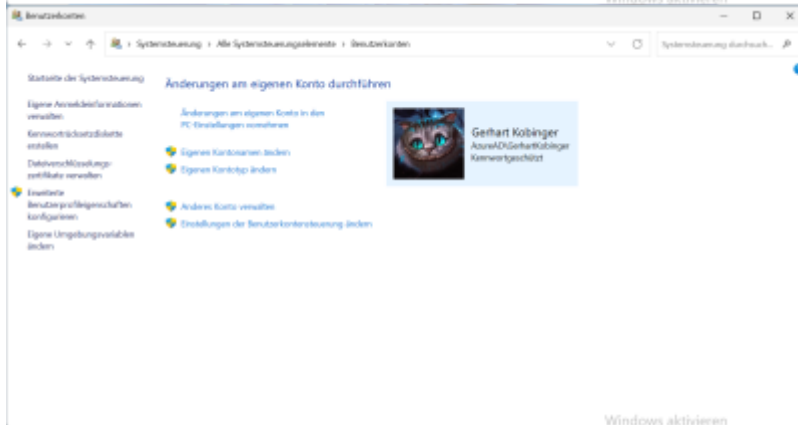 Windows aktivieren
Benutzerkonten
Systemsteuerung › Alle Systemsteuerungselemente › Benutzerkonten
Systemsteuerung durchsuch...
Startseite der Systemsteuerung
Eigene Anmeldeinformationen
verwalten
Kennwortrücksetzdiskette
erstellen
Dateiverschlüsselungs-
zertifikate verwalten
Erweiterte
Benutzerprofileigenschaften
konfigurieren
Eigene Umgebungsvariablen
ändern
Änderungen am eigenen Konto durchführen
Änderungen am eigenen Konto in den
PC-Einstellungen vornehmen
Eigenen Kontonamen ändern
Eigenen Kontotyp ändern
Anderes Konto verwalten
Einstellungen der Benutzerkontensteuerung ändern
Gerhart Kobinger
AzureAD\GerhartKobinger
Kennwortgeschützt
Windows aktivieren